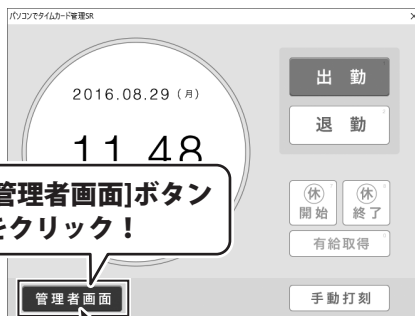 パソコンでタイムカード管理SR
2016.08.29（月）
11 48
出 勤
退 勤
休 開始
休 終了
有給取得
管理者画面]ボタン
をクリック！
管理者画面
手動打刻